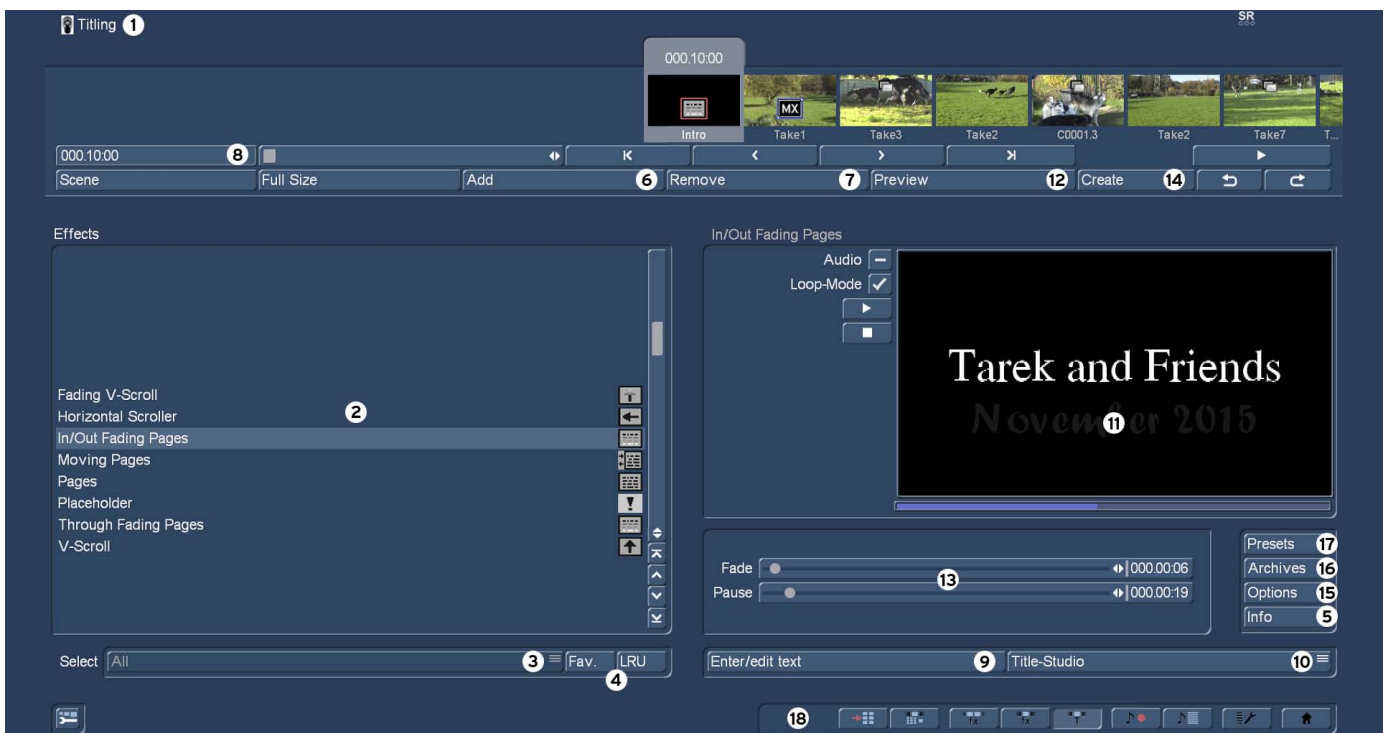 Titling 1
SR
000.10:00
MX
Intro Take1 Take3 Take2 C0001.3 Take2 Take7 T...
000.10:00 8
Scene Full Size Add 6 Remove 7 Preview 12 Create 14
Effects
Fading V-Scroll
Horizontal Scroller 2
In/Out Fading Pages
Moving Pages
Pages
Placeholder
Through Fading Pages
V-Scroll
Select All 3 Fav. LRU
4
In/Out Fading Pages
Audio
Loop-Mode
Tarek and Friends
November 2015
11
Fade 000.00:06
13
Pause 000.00:19
Presets 17
Archives 16
Options 15
Info 5
Enter/edit text 9 Title-Studio 10
18